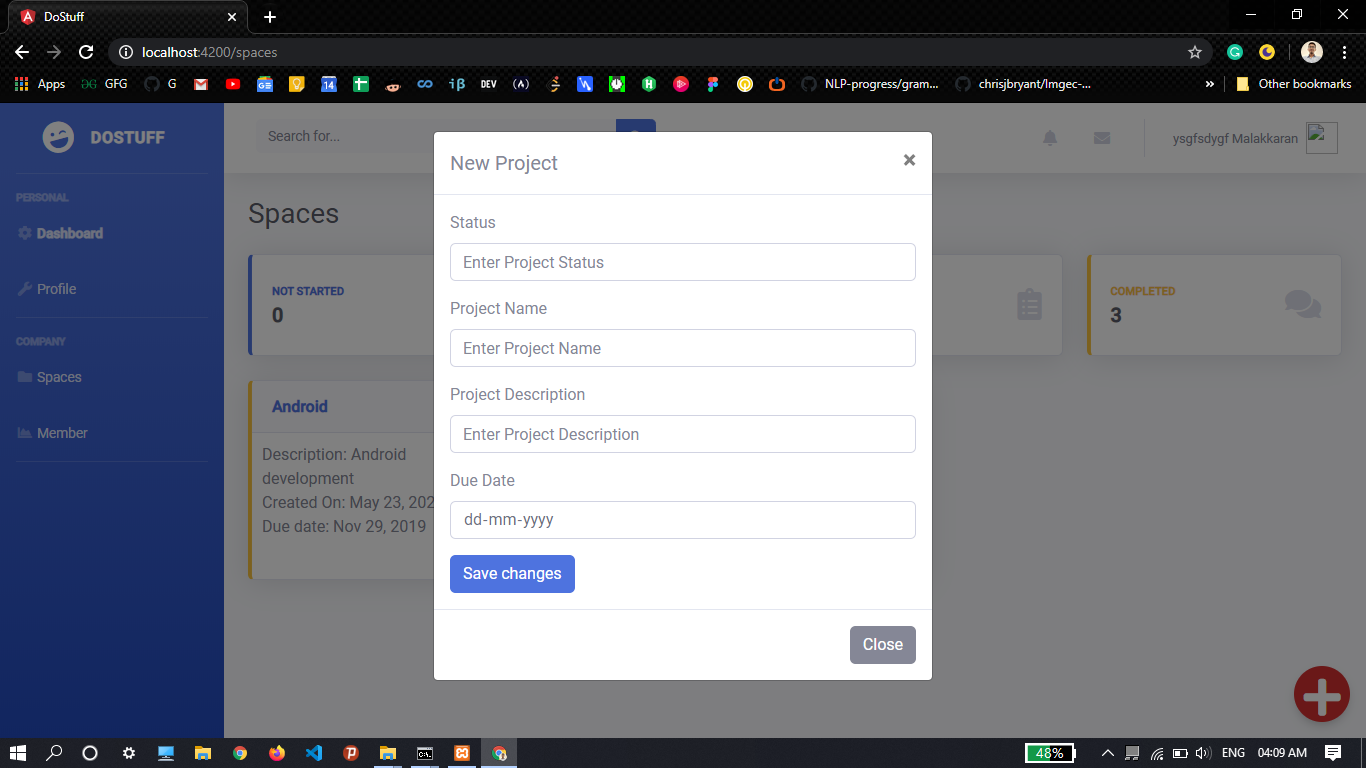 DoStuff
localhost:4200/spaces
Apps GFG G 14 DEV NLP-progress/gram... chrisjbryant/lmgec-... » Other bookmarks
DOSTUFF
Search for...
ysgfsdygf Malakkaran
PERSONAL
Dashboard
Profile
COMPANY
Spaces
Member
Spaces
NOT STARTED
0
COMPLETED
3
Android
Description: Android
development
Created On: May 23, 202
Due date: Nov 29, 2019
New Project
×
Status
Enter Project Status
Project Name
Enter Project Name
Project Description
Enter Project Description
Due Date
dd-mm-yyyy
Save changes
Close
48%
ENG
04:09 AM